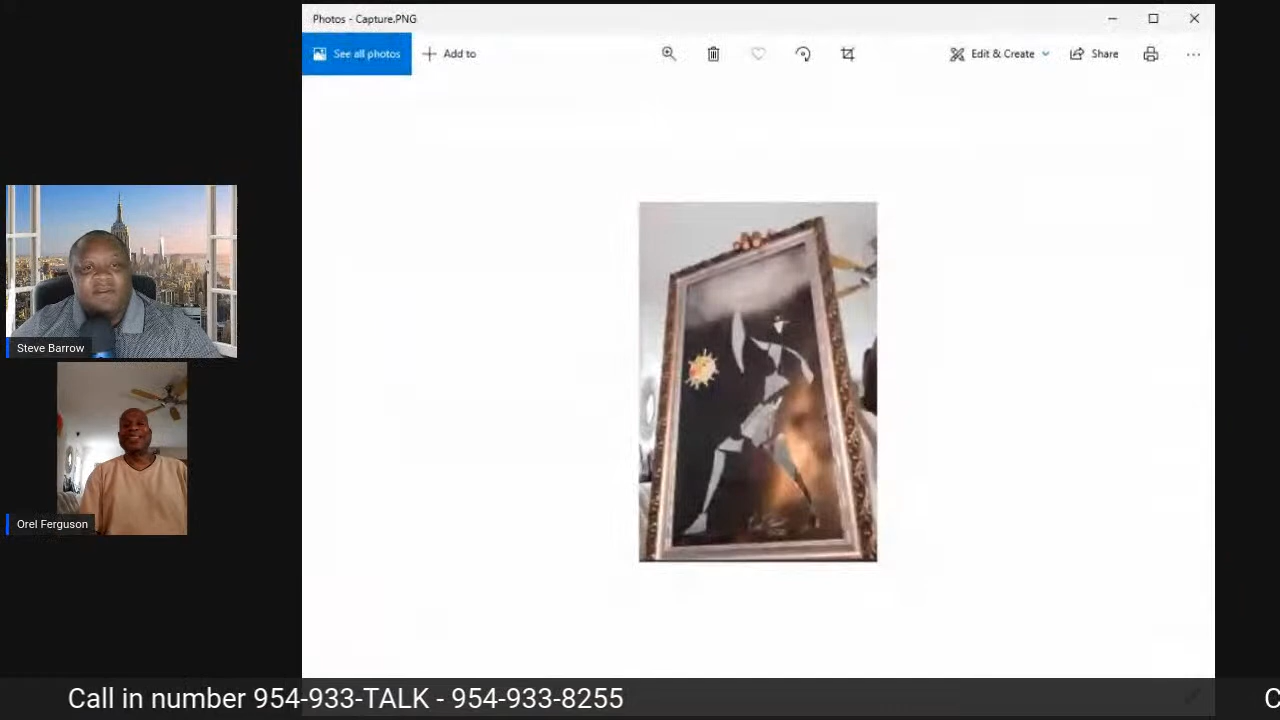 Photos - Capture.PNG
See all photos
Add to
Edit & Create
Share
Steve Barrow
Orel Ferguson
Call in number 954-933-TALK - 954-933-8255
C